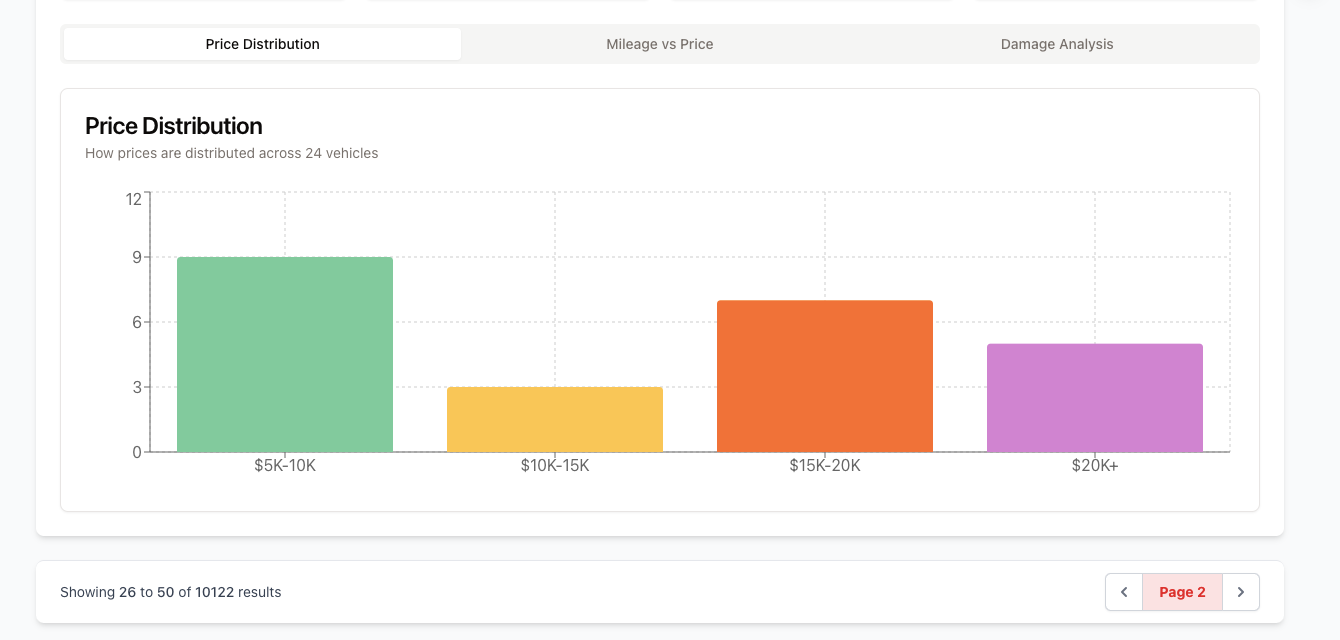 Price Distribution
Mileage vs Price
Damage Analysis
Price Distribution
How prices are distributed across 24 vehicles
12
9
6
3
0
$5K-10K
$10K-15K
$15K-20K
$20K+
Showing 26 to 50 of 10122 results
Page 2